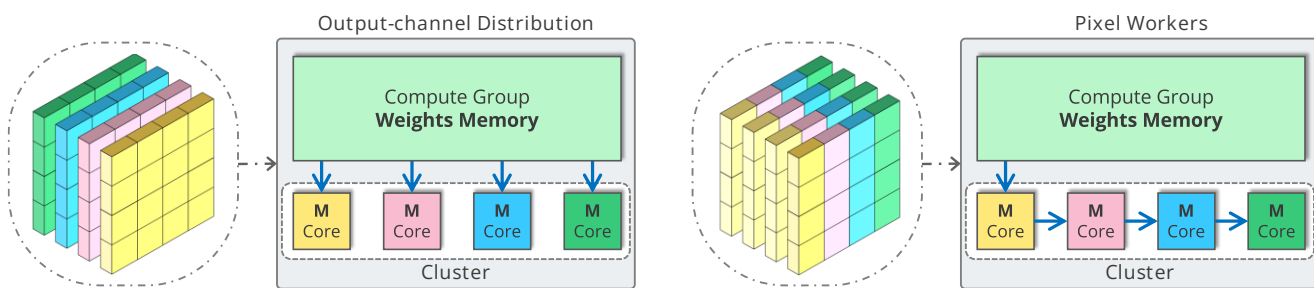 Output-channel Distribution
Compute Group
Weights Memory
M
Core
M
Core
M
Core
M
Core
Cluster
Pixel Workers
Compute Group
Weights Memory
M
Core
M
Core
M
Core
M
Core
Cluster